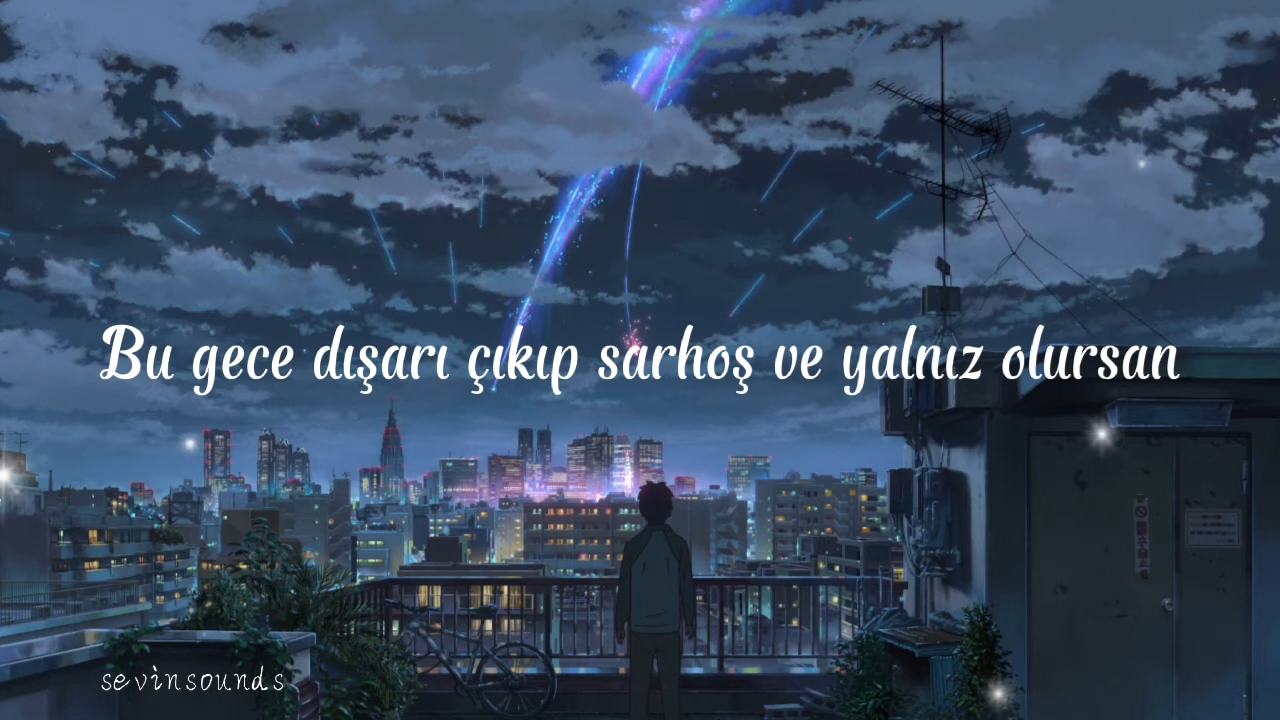 Bu gece dışarı çıkıp sarhoş ve yalnız olursan
sevinsounds